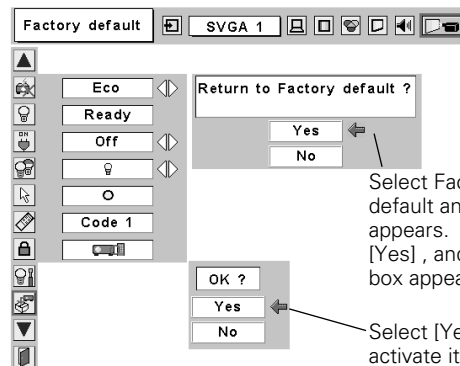 Factory default
SVGA 1
Eco
Ready
ON
Off
Code 1
Return to Factory default ?
Yes
No
Select Fac
default an
appears.
[Yes] , and
box appea
OK ?
Yes
No
Select [Ye
activate it